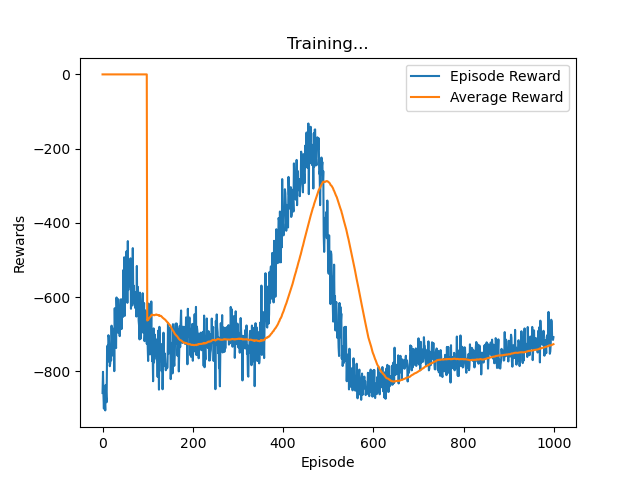 Training...
Episode Reward
Average Reward
0
−200
−400
−600
−800
Rewards
0
200
400
600
800
1000
Episode